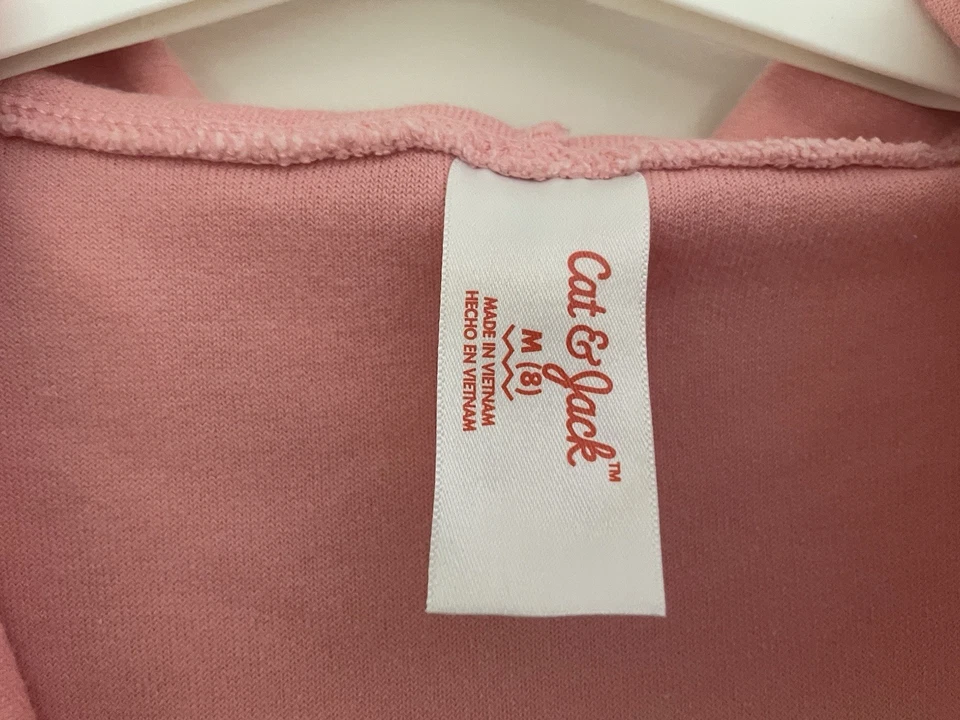 Cat & Jack™
M (8)
MADE IN VIETNAM
HECHO EN VIETNAM